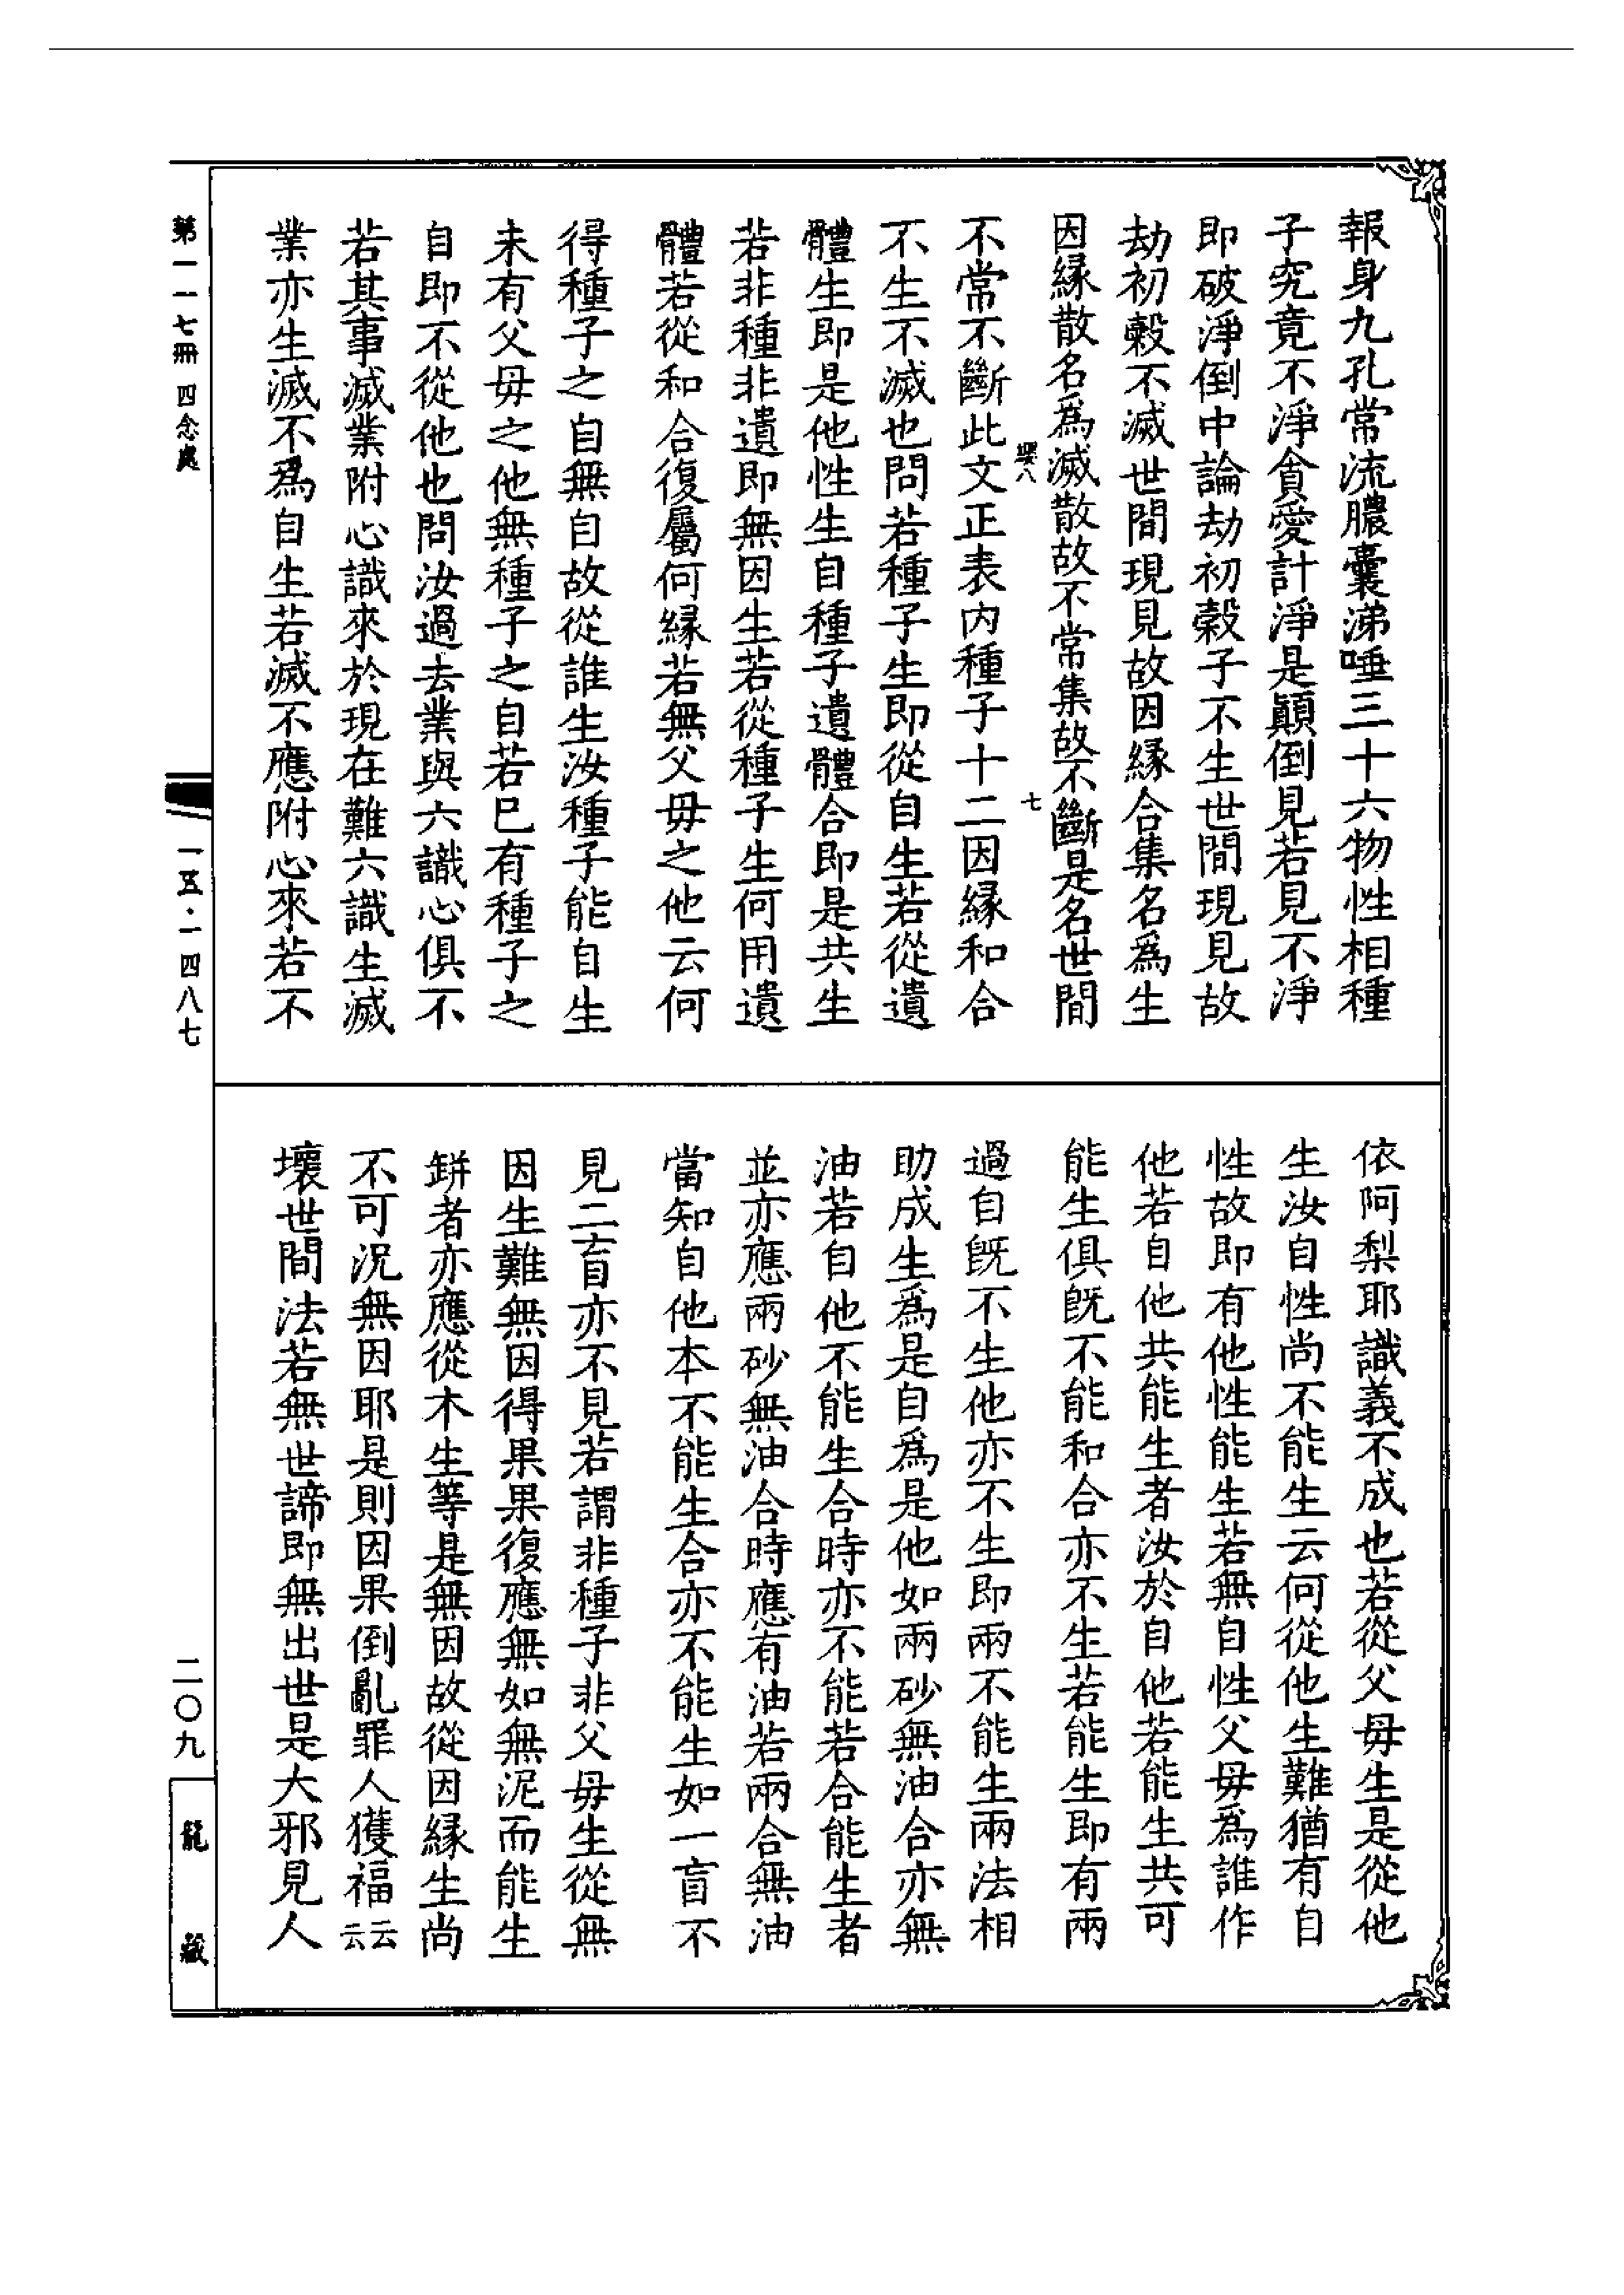 報身九孔常流膿囊涕唾三十六物性相種
子究竟不淨貪愛計淨是顚倒見若見不淨
即破淨倒中論劫初穀子不生世間現見故
劫初穀不滅世間現見故因緣合集名爲生
因緣散名爲滅散故不常集故不斷是名世間
嬰八 七
不常不斷此文正表內種子十二因緣和合
不生不滅也問若種子生即從自生若從遺
體生即是他性生自種子遺體合即是共生
若非種非遺即無因生若從種子生何用遺
體若從和合復屬何緣若無父母之他云何
得種子之自無自故從誰生汝種子能自生
未有父母之他無種子之自若巳有種子之
自即不從他也問汝過去業與六識心俱不
若其事滅業附心識來於現在難六識生滅
業亦生滅不爲自生若滅不應附心來若不
依阿梨耶識義不成也若從父母生是從他
生汝自性尚不能生云何從他生難猶有自
性故即有他性能生若無自性父母爲誰作
他若自他共能生者汝於自他若能生共可
能生俱旣不能和合亦不生若能生即有兩
過自旣不生他亦不生即兩不能生兩法相
助成生爲是自爲是他如兩砂無油合亦無
油若自他不能生合時亦不能若合能生者
並亦應兩砂無油合時應有油若兩合無油
當知自他本不能生合亦不能生如一盲不
見二盲亦不見若謂非種子非父母生從無
因生難無因得果果復應無如無泥而能生
缾者亦應從木生等是無因故從因緣生尚
不可況無因耶是則因果倒亂罪人獲福云云
壞世間法若無世諦即無出世是大邪見人
第一一七冊 四念處
一五·一四八七
二〇九
龍藏